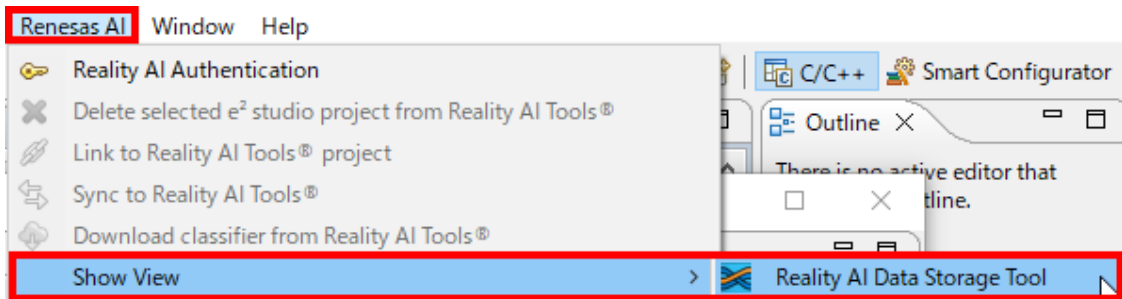 Renesas AI Window Help
Reality AI Authentication
C/C++ Smart Configurator
Delete selected e² studio project from Reality AI Tools®
Outline
Link to Reality AI Tools® project
There is no active editor that
Sync to Reality AI Tools®
tline.
Download classifier from Reality AI Tools®
Show View
Reality AI Data Storage Tool